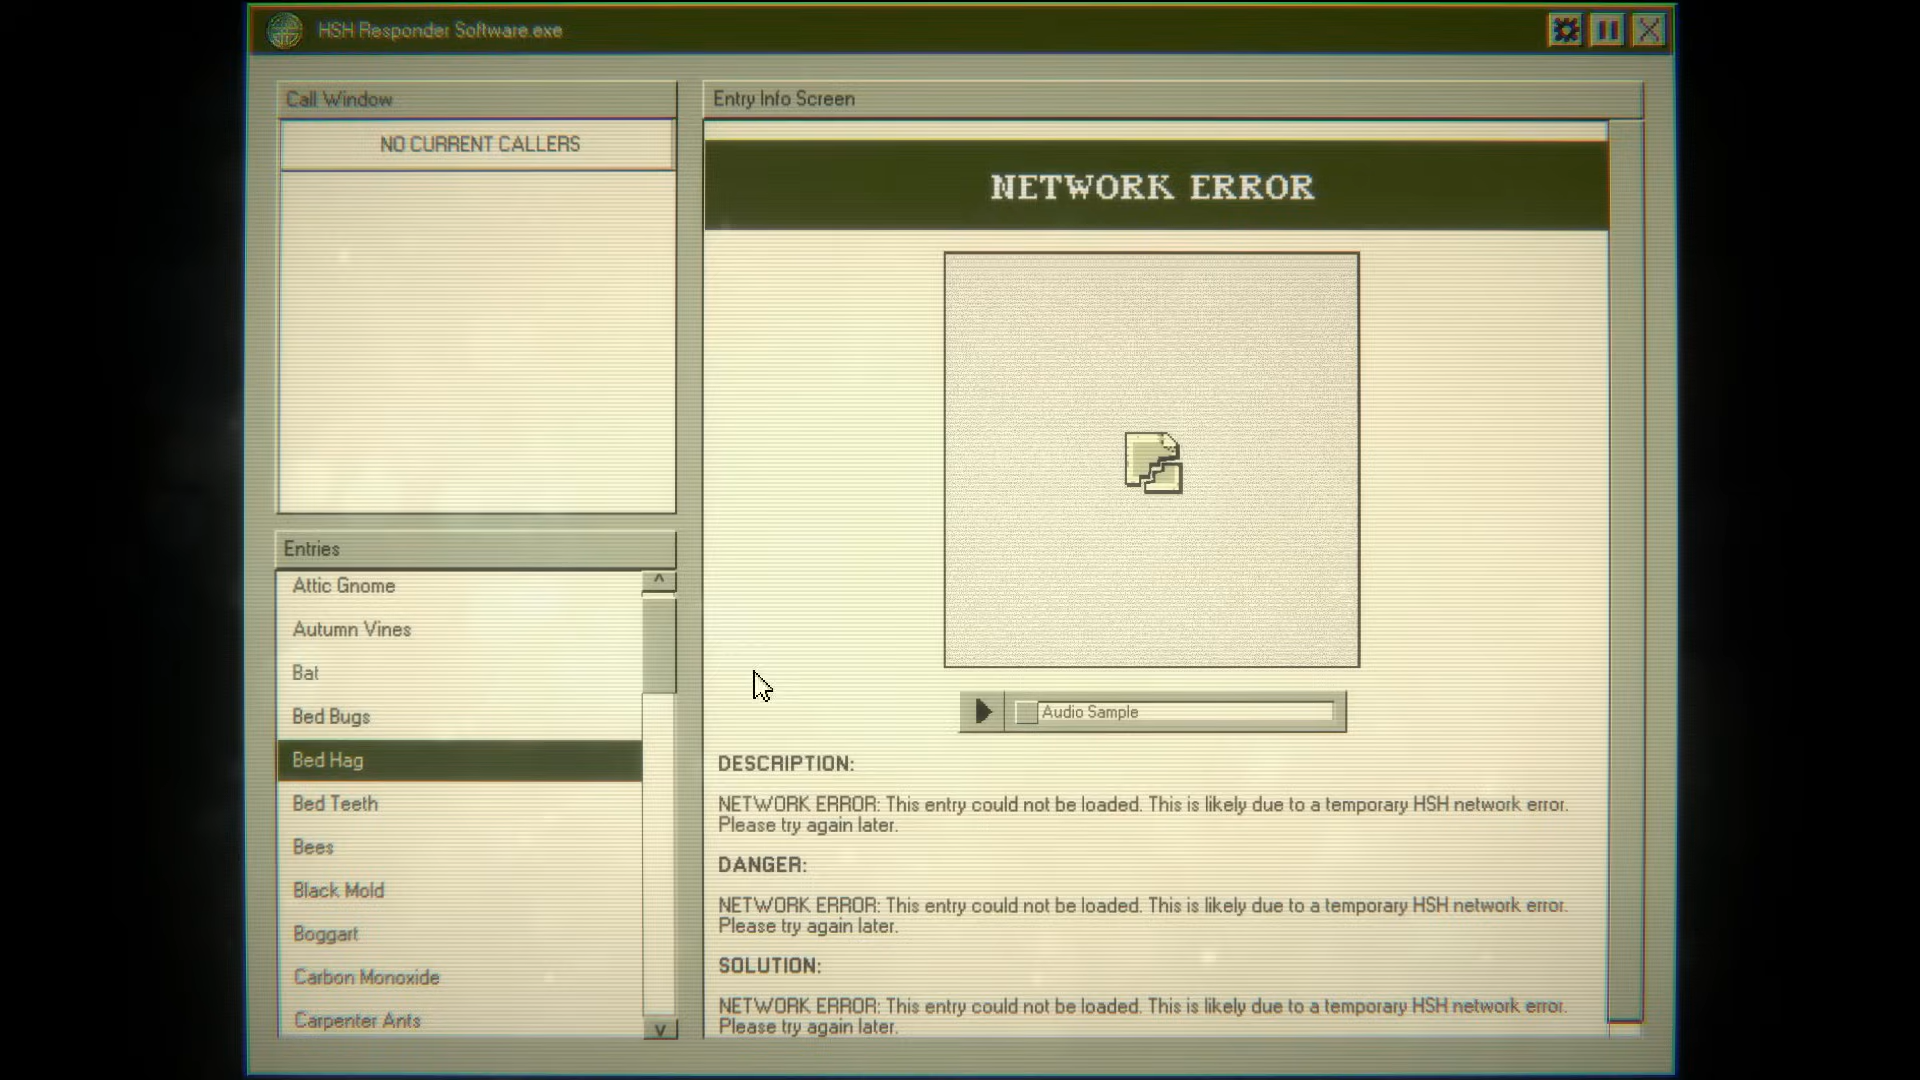 HSH Responder Software.exe
Call Window
NO CURRENT CALLERS
Entries
Attic Gnome
Autumn Vines
Bat
Bed Bugs
Bed Hag
Bed Teeth
Bees
Black Mold
Boggart
Carbon Monoxide
Carpenter Ants
Entry Info Screen
NETWORK ERROR
Audio Sample
DESCRIPTION:
NETWORK ERROR: This entry could not be loaded. This is likely due to a temporary HSH network error.
Please try again later.
DANGER:
NETWORK ERROR: This entry could not be loaded. This is likely due to a temporary HSH network error.
Please try again later.
SOLUTION:
NETWORK ERROR: This entry could not be loaded. This is likely due to a temporary HSH network error.
Please try again later.